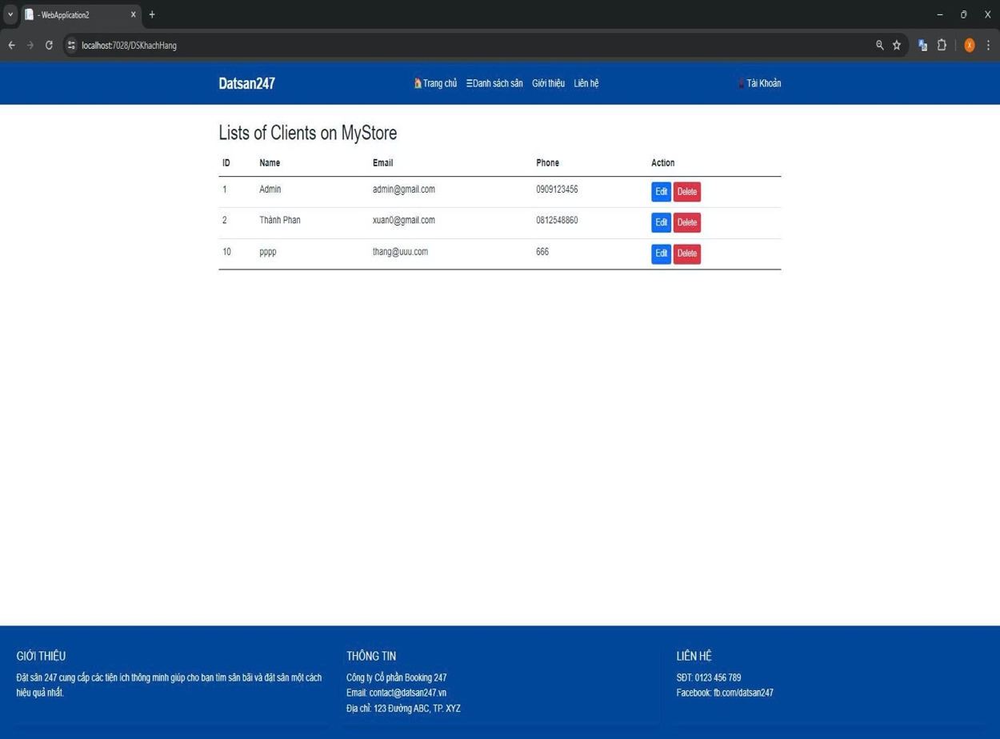 - WebApplication2
localhost:7028/DSKhachHang
Datsan247
Trang chủ
☰Danh sách sân
Giới thiệu
Liên hệ
Tài Khoản
Lists of Clients on MyStore
ID Name Email Phone Action
1 Admin admin@gmail.com 0909123456 Edit Delete
2 Thành Phan xuan0@gmail.com 0812548860 Edit Delete
10 pppp thang@uuu.com 666 Edit Delete
GIỚI THIỆU
Đặt sân 247 cung cấp các tiện ích thông minh giúp cho bạn tìm sân bãi và đặt sân một cách
hiệu quả nhất.
THÔNG TIN
Công ty Cổ phần Booking 247
Email: contact@datsan247.vn
Địa chỉ: 123 Đường ABC, TP. XYZ
LIÊN HỆ
SĐT: 0123 456 789
Facebook: fb.com/datsan247